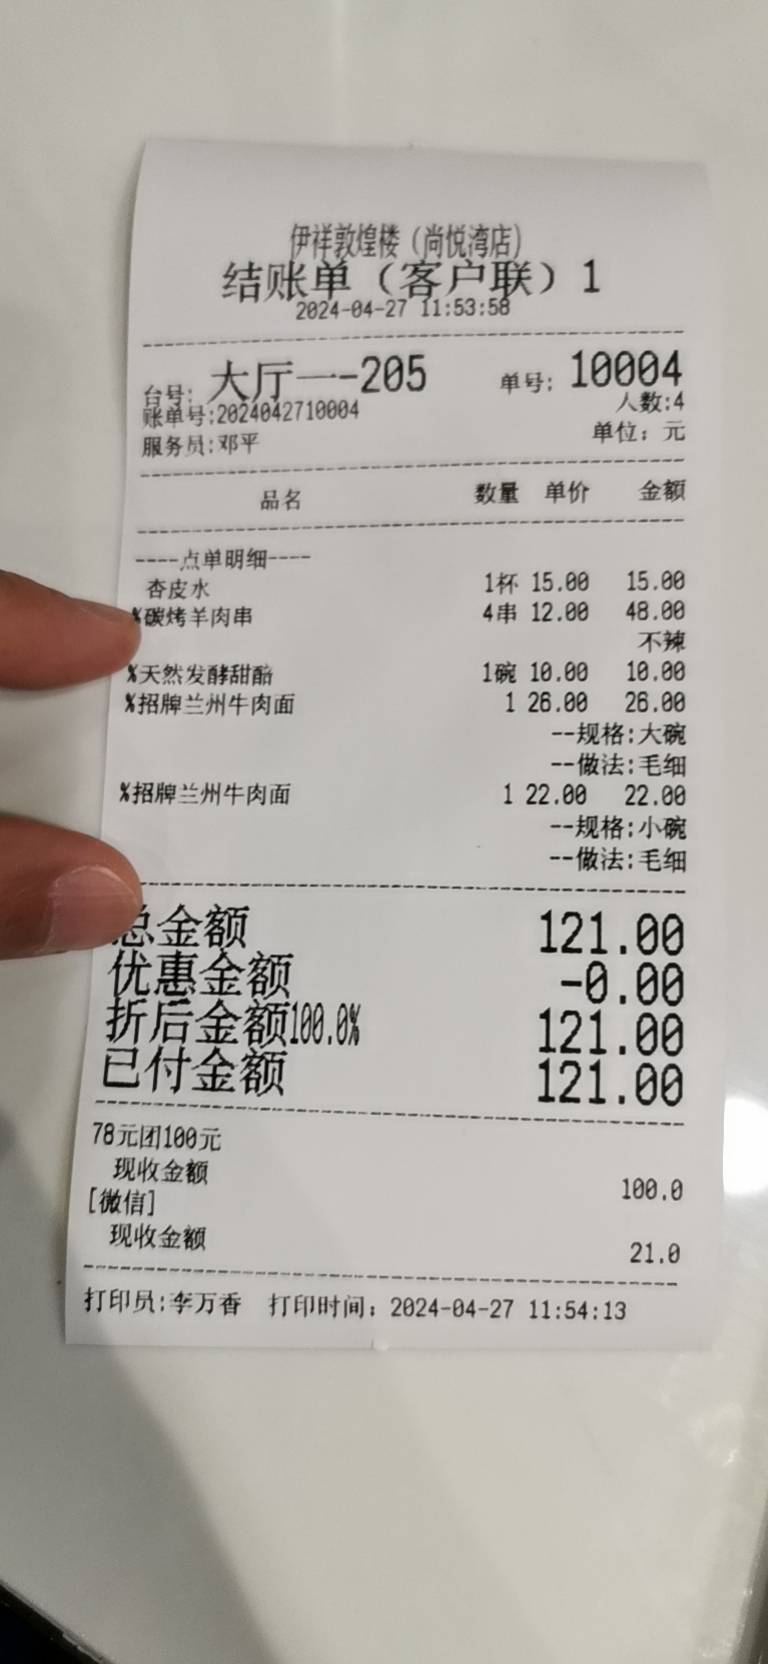 伊祥敦煌楼（尚悦湾店）
结账单（客户联）1
2024-04-27 11:53:58
台号: 大厅一-205 单号: 10004
账单号:2024042710004 人数:4
服务员:邓平 单位：元
品名 数量 单价 金额
----点单明细----
杏皮水 1杯 15.00 15.00
%碳烤羊肉串 4串 12.00 48.00
不辣
%天然发酵甜醅 1碗 10.00 10.00
%招牌兰州牛肉面 1 26.00 26.00
--规格:大碗
--做法:毛细
%招牌兰州牛肉面 1 22.00 22.00
--规格:小碗
--做法:毛细
总金额 121.00
优惠金额 -0.00
折后金额100.0% 121.00
已付金额 121.00
78元团100元
现收金额 100.0
[微信]
现收金额 21.0
打印员:李万香 打印时间：2024-04-27 11:54:13